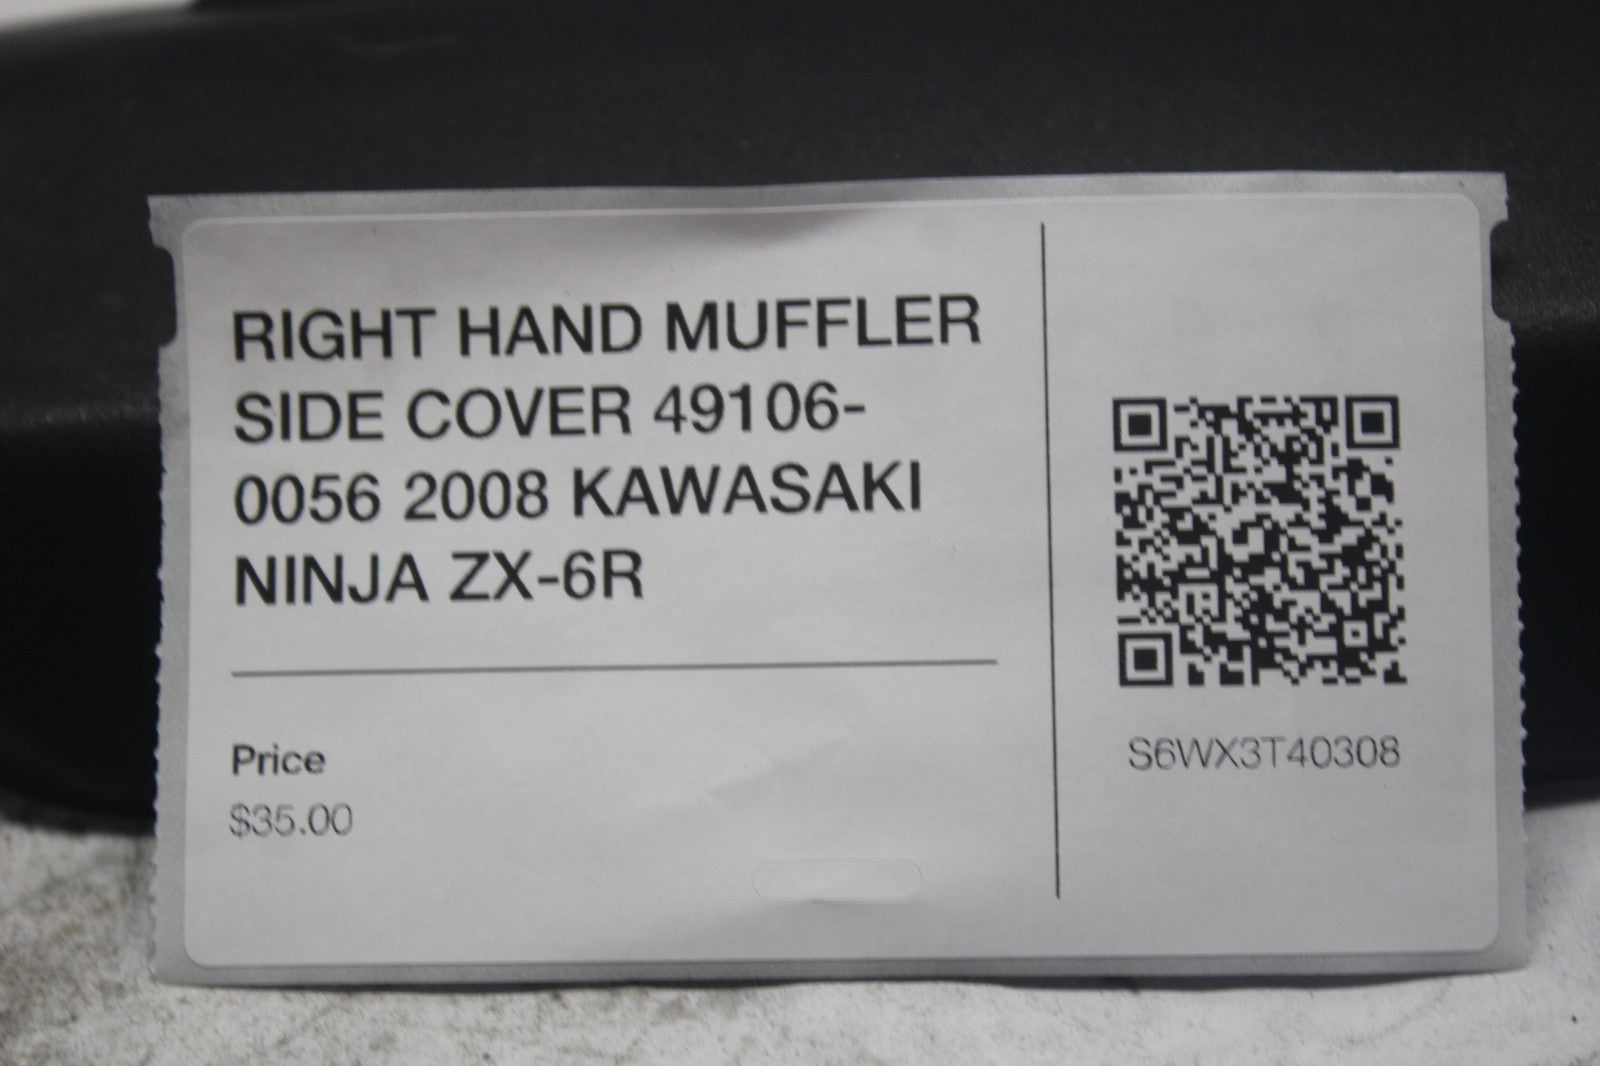 RIGHT HAND MUFFLER
SIDE COVER 49106-
0056 2008 KAWASAKI
NINJA ZX-6R
Price
$35.00
S6WX3T40308